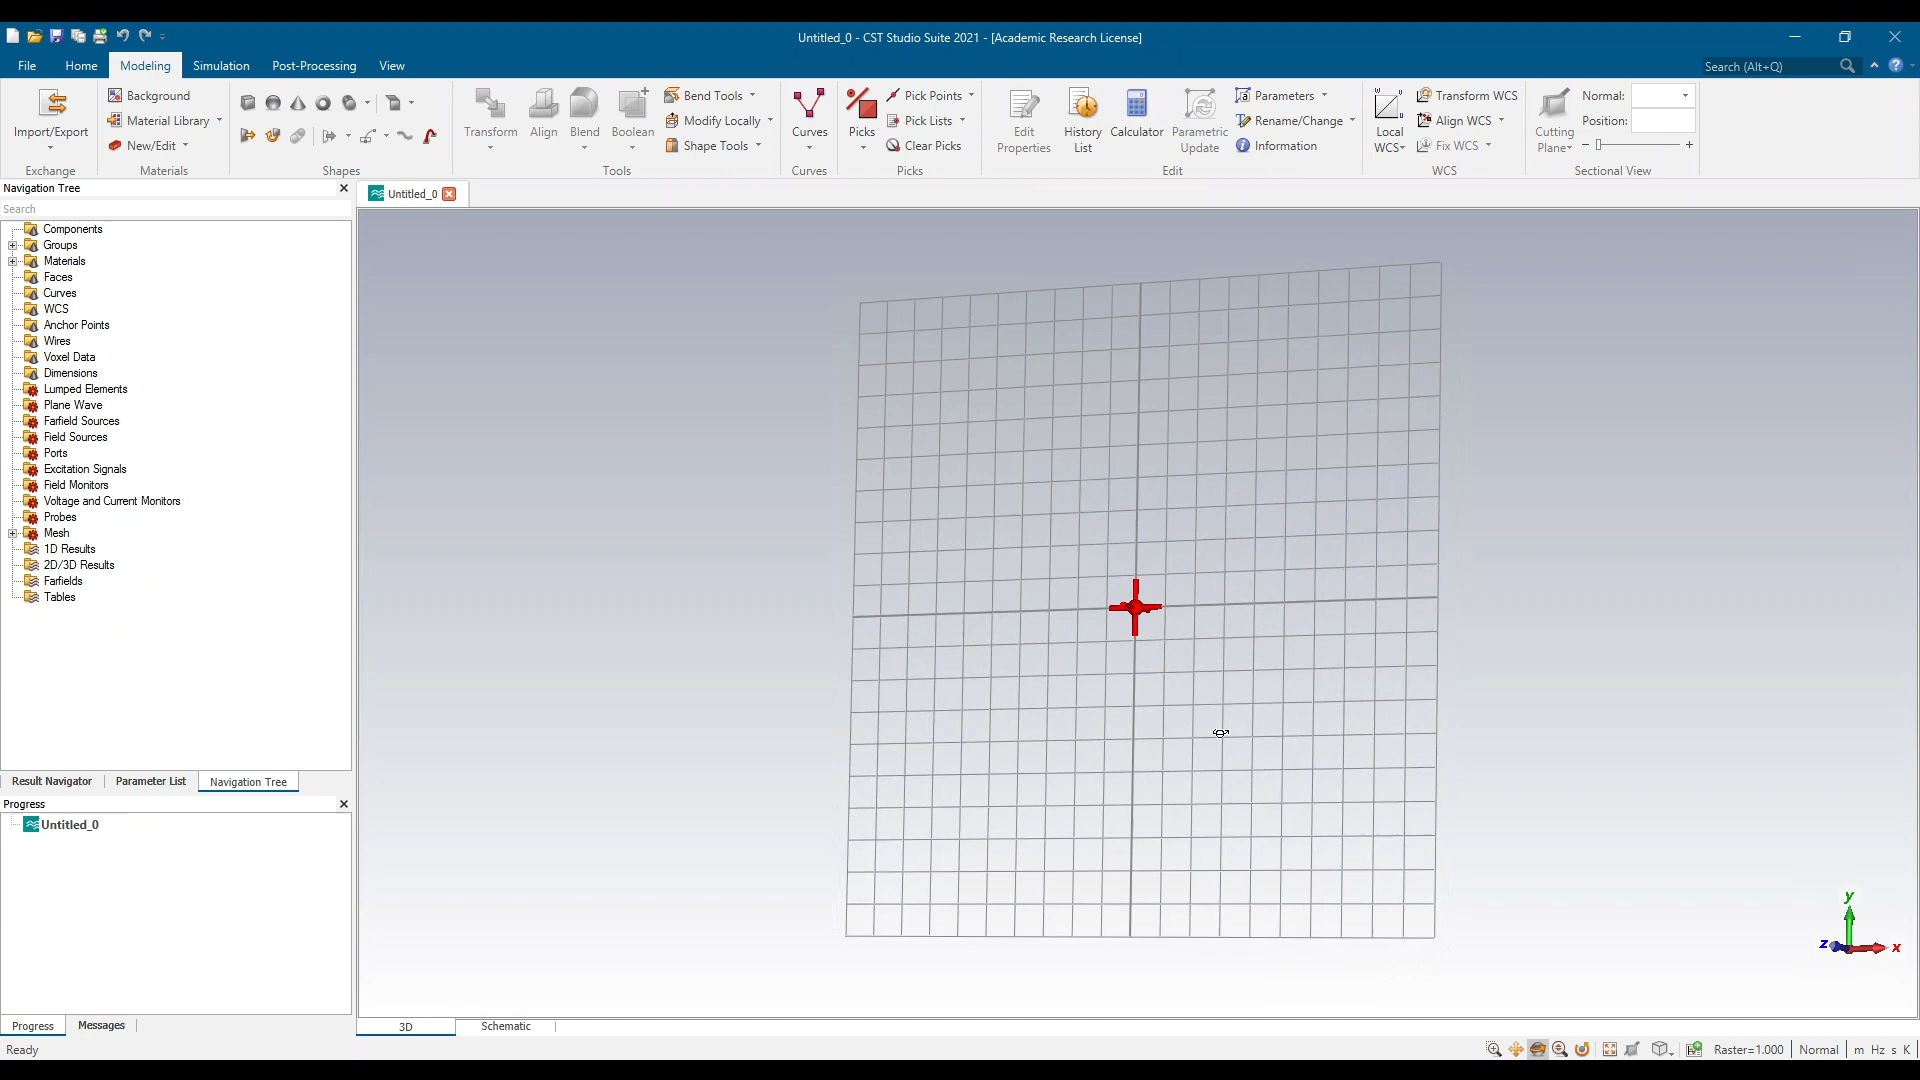 Untitled_0 - CST Studio Suite 2021 - [Academic Research License]
File Home Modeling Simulation Post-Processing View Search (Alt+Q)
Import/Export
Exchange
Background
Material Library
New/Edit
Materials
Shapes
Transform
Align
Blend
Boolean
Bend Tools
Modify Locally
Shape Tools
Tools
Curves
Curves
Picks
Pick Points
Pick Lists
Clear Picks
Picks
Edit
Properties
History
List
Calculator
Parametric
Update
Parameters
Rename/Change
Information
Edit
Local
WCS
Transform WCS
Align WCS
Fix WCS
WCS
Cutting
Plane
Normal:
Position:
Sectional View
Navigation Tree
Search
Components
Groups
Materials
Faces
Curves
WCS
Anchor Points
Wires
Voxel Data
Dimensions
Lumped Elements
Plane Wave
Farfield Sources
Field Sources
Ports
Excitation Signals
Field Monitors
Voltage and Current Monitors
Probes
Mesh
1D Results
2D/3D Results
Farfields
Tables
Result Navigator Parameter List Navigation Tree
Progress
Untitled_0
Progress Messages
Untitled_0
y
z
x
3D Schematic
Ready
Raster=1.000 Normal m Hz s K